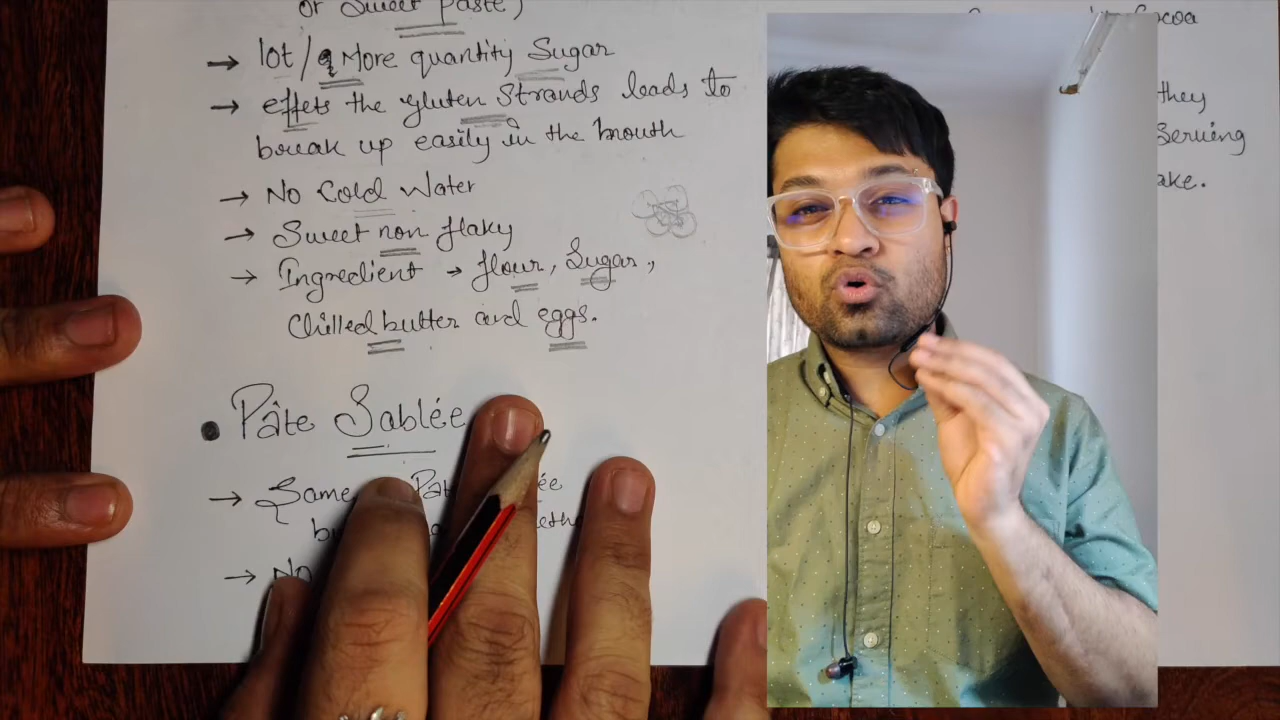 or Sweet paste)
→ lot / More quantity Sugar
→ effets the gluten Strands leads to
break up easily in the mouth
→ No Cold Water
→ Sweet non flaky
→ Ingredient → flour, Sugar,
Chilled butter and eggs.
• Pâte Sablée
→ Same
→ No
Cocoa
they
Serving